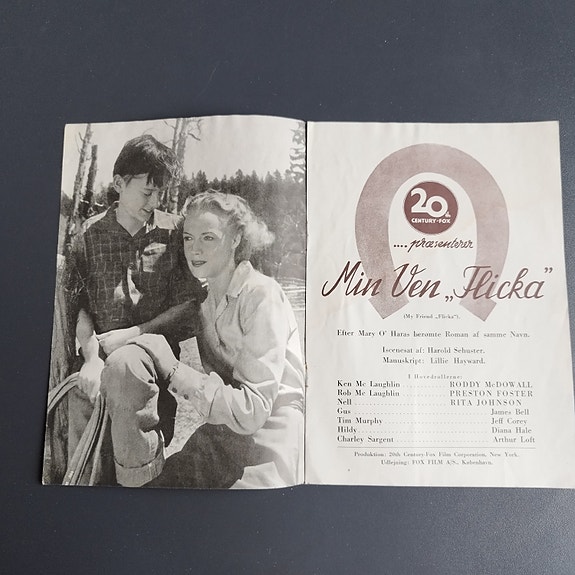 20th
CENTURY-FOX
.... præsenterer
Min Ven „Flicka”
(My Friend „Flicka”).
Efter Mary O' Haras berømte Roman af samme Navn.
Iscenesat af: Harold Schuster.
Manuskript: Lillie Hayward.
I Hovedrollerne:
Ken Mc Laughlin .......... RODDY McDOWALL
Rob Mc Laughlin .......... PRESTON FOSTER
Nell .......... RITA JOHNSON
Gus .......... James Bell
Tim Murphy .......... Jeff Corey
Hildy .......... Diana Hale
Charley Sargent .......... Arthur Loft
Produktion: 20th Century-Fox Film Corporation, New York.
Udlejning: FOX FILM A/S., København.